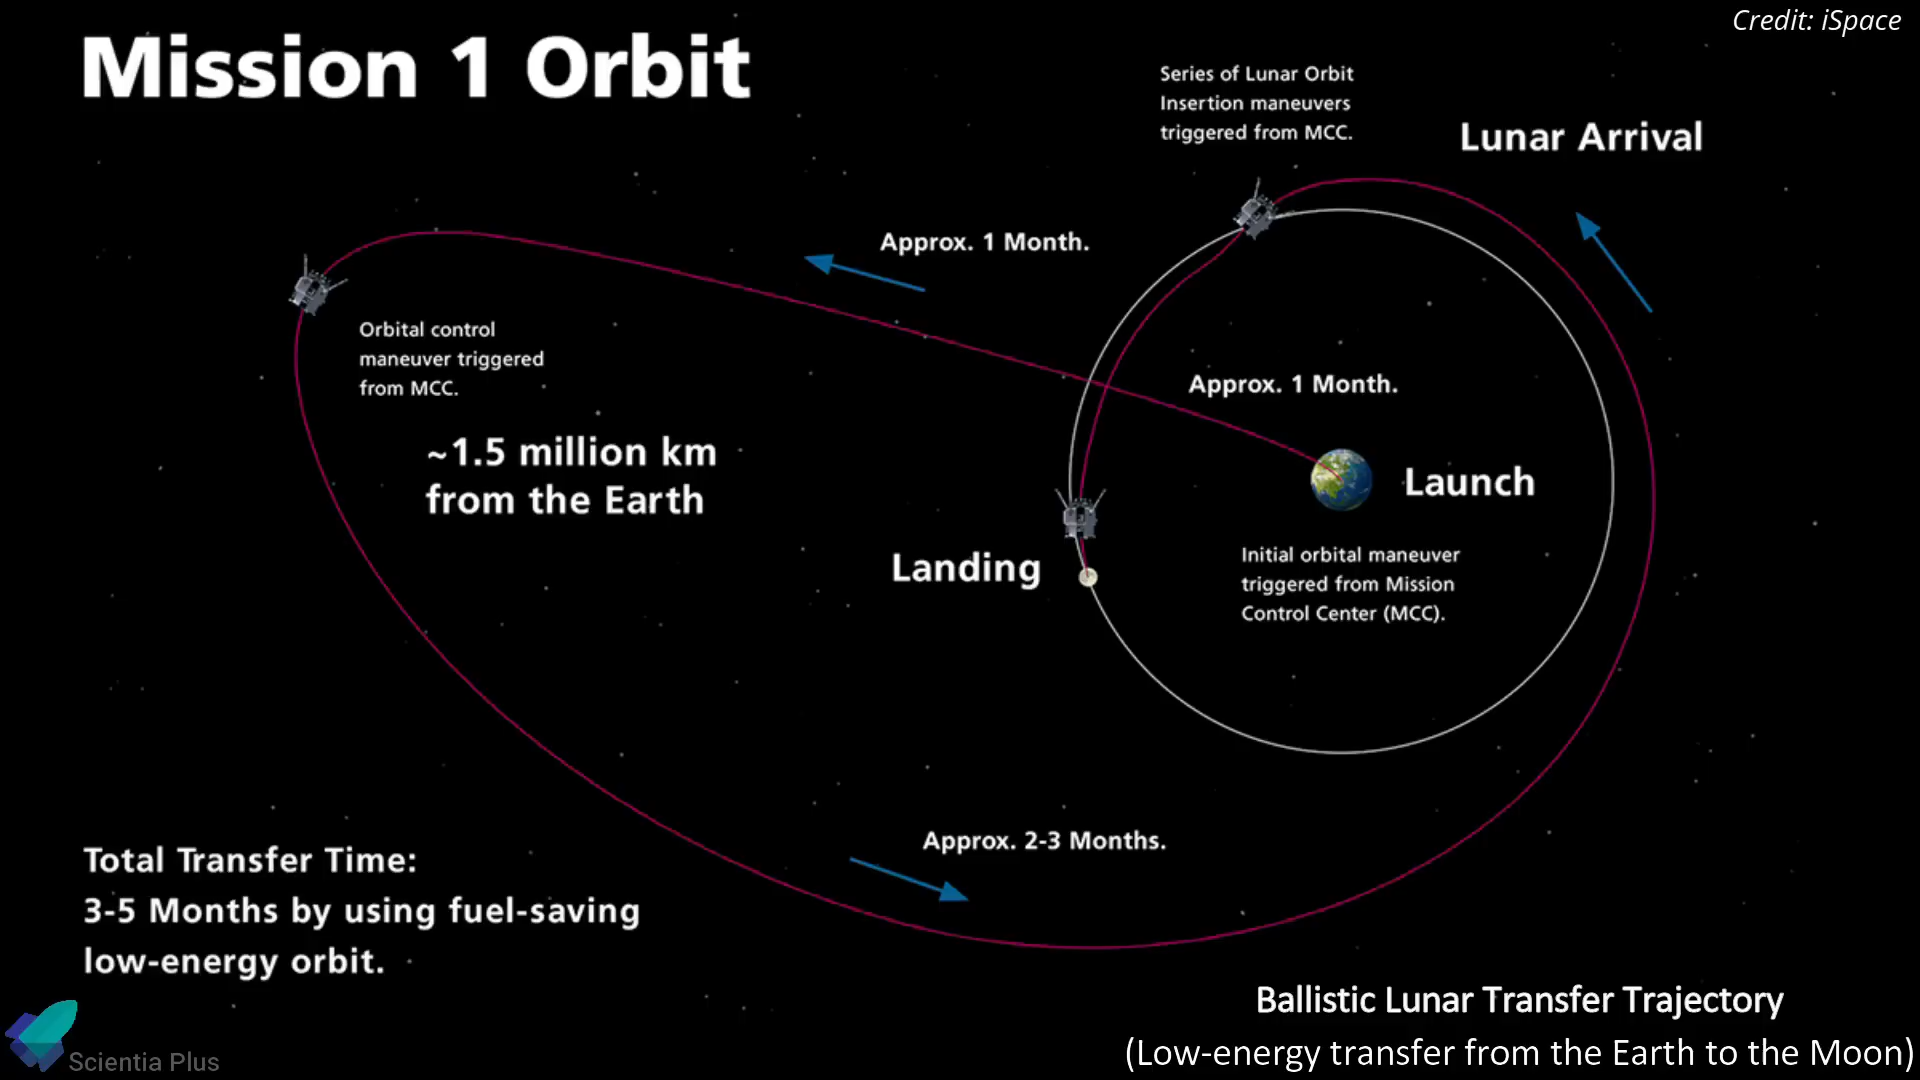 Credit: iSpace
Mission 1 Orbit
Series of Lunar Orbit
Insertion maneuvers
triggered from MCC.
Lunar Arrival
Approx. 1 Month.
Orbital control
maneuver triggered
from MCC.
Approx. 1 Month.
~1.5 million km
from the Earth
Launch
Landing
Initial orbital maneuver
triggered from Mission
Control Center (MCC).
Approx. 2-3 Months.
Total Transfer Time:
3-5 Months by using fuel-saving
low-energy orbit.
Ballistic Lunar Transfer Trajectory
(Low-energy transfer from the Earth to the Moon)
Scientia Plus